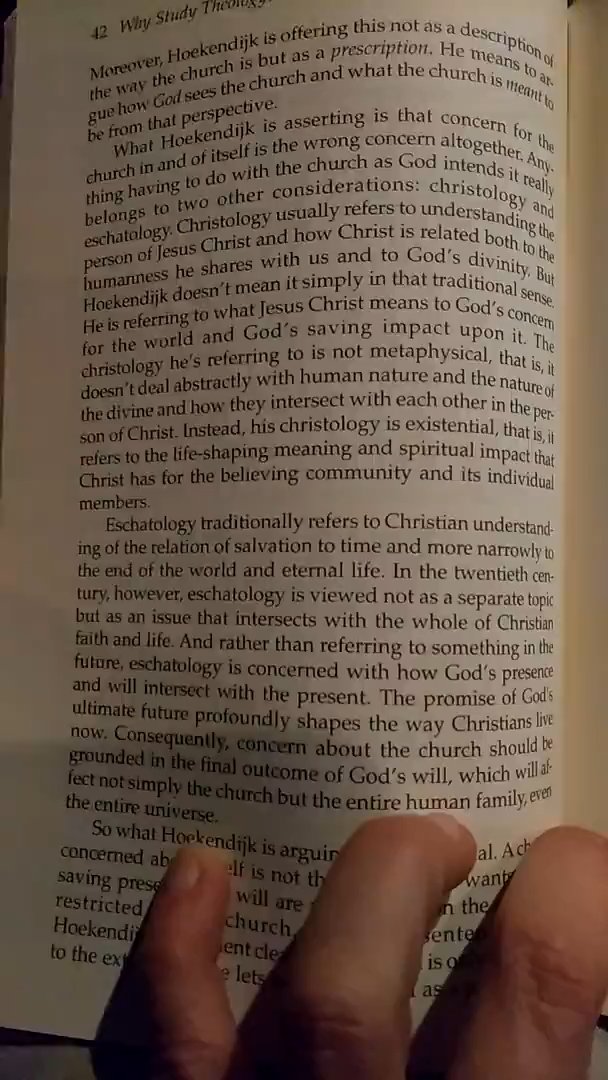 42 Why Study Theology?
Moreover, Hoekendijk is offering this not as a description of
the way the church is but as a prescription. He means to ar-
gue how God sees the church and what the church is meant to
be from that perspective.
What Hoekendijk is asserting is that concern for the
church in and of itself is the wrong concern altogether. Any-
thing having to do with the church as God intends it really
belongs to two other considerations: christology and
eschatology. Christology usually refers to understanding the
person of Jesus Christ and how Christ is related both to the
humanness he shares with us and to God's divinity. But
Hoekendijk doesn't mean it simply in that traditional sense.
He is referring to what Jesus Christ means to God's concern
for the world and God's saving impact upon it. The
christology he's referring to is not metaphysical, that is, it
doesn't deal abstractly with human nature and the nature of
the divine and how they intersect with each other in the per-
son of Christ. Instead, his christology is existential, that is, it
refers to the life-shaping meaning and spiritual impact that
Christ has for the believing community and its individual
members.
Eschatology traditionally refers to Christian understand-
ing of the relation of salvation to time and more narrowly to
the end of the world and eternal life. In the twentieth cen-
tury, however, eschatology is viewed not as a separate topic
but as an issue that intersects with the whole of Christian
faith and life. And rather than referring to something in the
future, eschatology is concerned with how God's presence
and will intersect with the present. The promise of God's
ultimate future profoundly shapes the way Christians live
now. Consequently, concern about the church should be
grounded in the final outcome of God's will, which will af-
fect not simply the church but the entire human family, even
the entire universe.
So what Hoekendijk is al. A
concerned is not
saving will are
restricted church the
Hoekendijk is
to the lets as